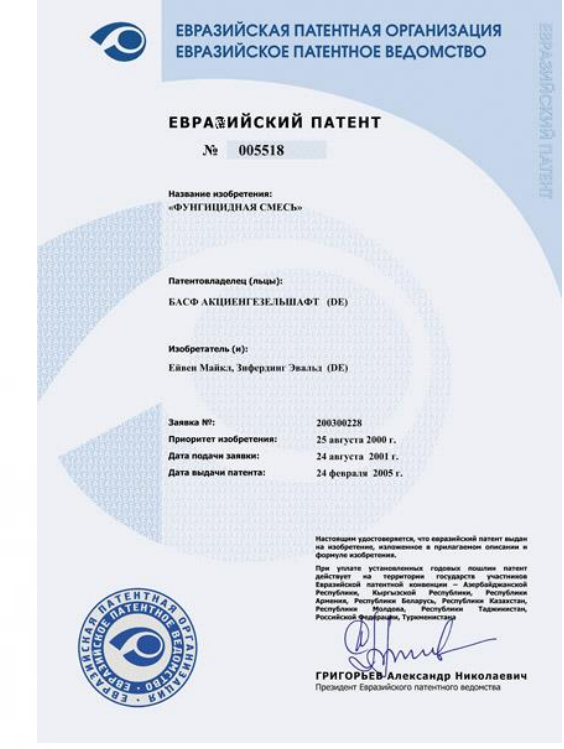 ЕВРАЗИЙСКАЯ ПАТЕНТНАЯ ОРГАНИЗАЦИЯ
ЕВРАЗИЙСКОЕ ПАТЕНТНОЕ ВЕДОМСТВО
ЕВРАЗИЙСКИЙ ПАТЕНТ
ЕВРАЗИЙСКИЙ ПАТЕНТ
№ 005518
Название изобретения:
«ФУНГИЦИДНАЯ СМЕСЬ»
Патентовладелец (льцы):
БАСФ АКЦИЕНГЕЗЕЛЬШАФТ (DE)
Изобретатель (и):
Ейвен Майкл, Зифердинг Эвальд (DE)
Заявка №: 200300228
Приоритет изобретения: 25 августа 2000 г.
Дата подачи заявки: 24 августа 2001 г.
Дата выдачи патента: 24 февраля 2005 г.
Настоящим удостоверяется, что евразийский патент выдан
на изобретение, изложенное в прилагаемом описании и
формуле изобретения.
При уплате установленных годовых пошлин патент
действует на территории государств участников
Евразийской патентной конвенции – Азербайджанской
Республики, Кыргызской Республики, Республики
Армения, Республики Беларусь, Республики Казахстан,
Республики Молдова, Республики Таджикистан,
Российской Федерации, Туркменистана
ЕВРАЗИЙСКАЯ ПАТЕНТНАЯ ОРГАНИЗАЦИЯ
ЕВРАЗИЙСКОЕ ПАТЕНТНОЕ ВЕДОМСТВО
ГРИГОРЬЕВ Александр Николаевич
Президент Евразийского патентного ведомства